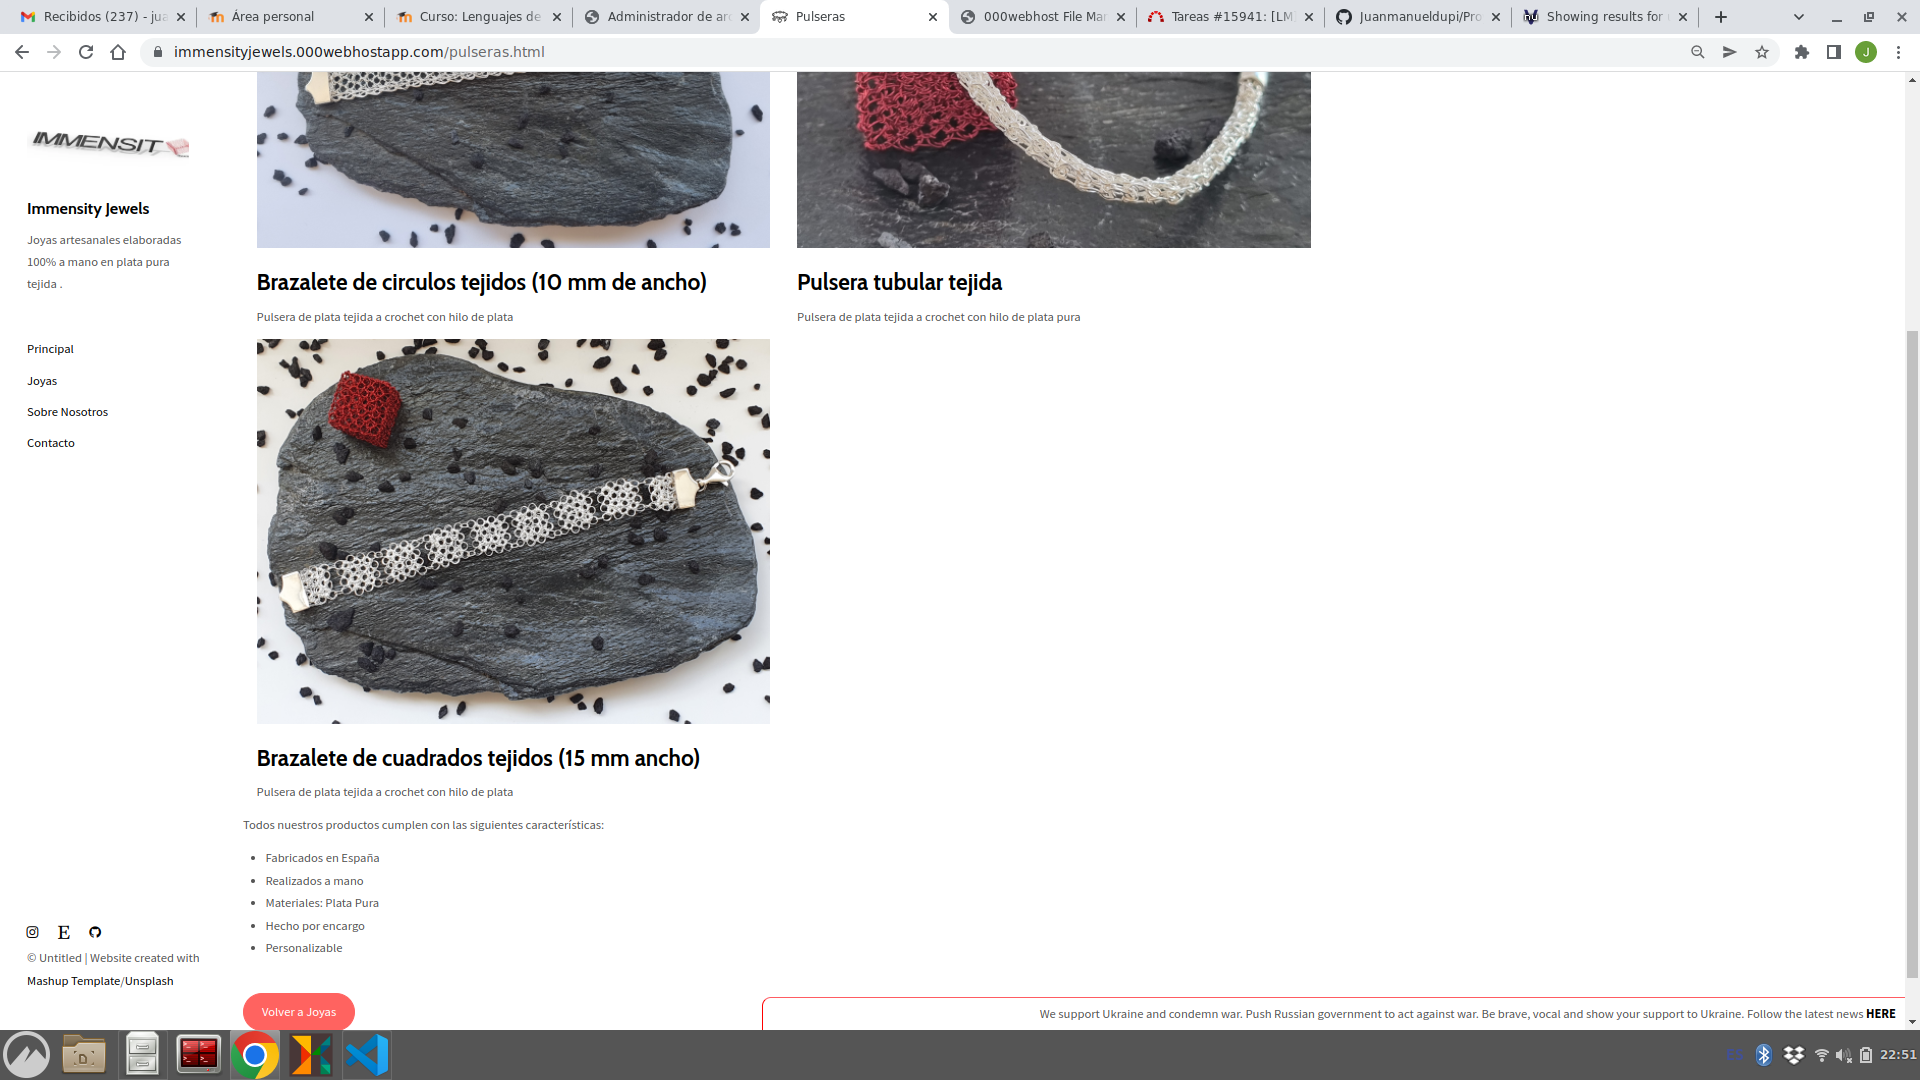 Recibidos (237) - jua
Área personal
Curso: Lenguajes de
Administrador de arc
Pulseras
000webhost File Mar
Tareas #15941: [LM
Juanmanueldupi/Pro
Showing results for
immensityjewels.000webhostapp.com/pulseras.html
J
IMMENSIT
Immensity Jewels
Joyas artesanales elaboradas
100% a mano en plata pura
tejida .
Principal
Joyas
Sobre Nosotros
Contacto
Brazalete de circulos tejidos (10 mm de ancho)
Pulsera de plata tejida a crochet con hilo de plata
Pulsera tubular tejida
Pulsera de plata tejida a crochet con hilo de plata pura
Brazalete de cuadrados tejidos (15 mm ancho)
Pulsera de plata tejida a crochet con hilo de plata
Todos nuestros productos cumplen con las siguientes características:
Fabricados en España
Realizados a mano
Materiales: Plata Pura
Hecho por encargo
Personalizable
© Untitled | Website created with
Mashup Template/Unsplash
Volver a Joyas
We support Ukraine and condemn war. Push Russian government to act against war. Be brave, vocal and show your support to Ukraine. Follow the latest news HERE
ES
22:51